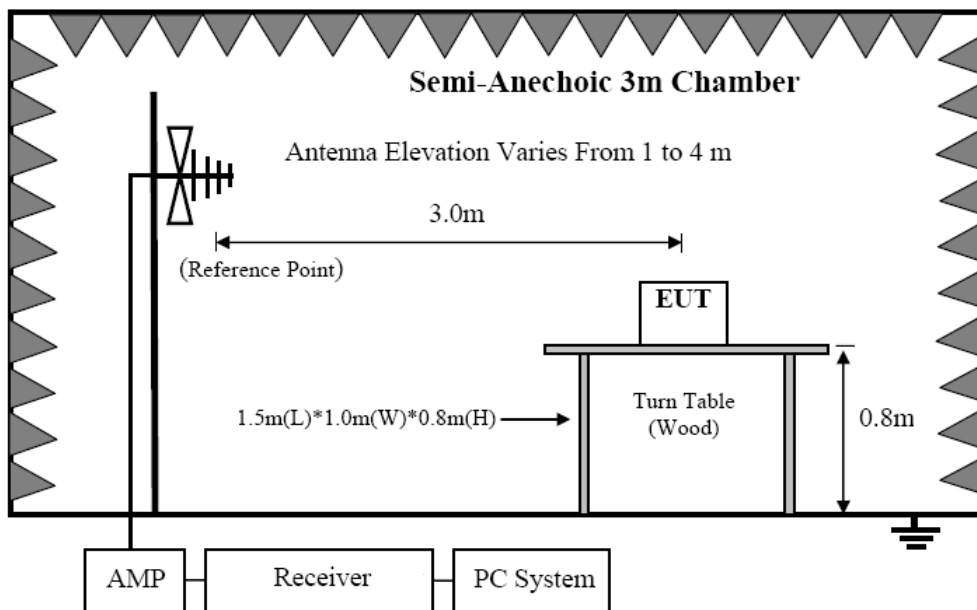 Semi-Anechoic 3m Chamber
Antenna Elevation Varies From 1 to 4 m
3.0m
(Reference Point)
EUT
1.5m(L)*1.0m(W)*0.8m(H)
Turn Table
(Wood)
0.8m
AMP
Receiver
PC System